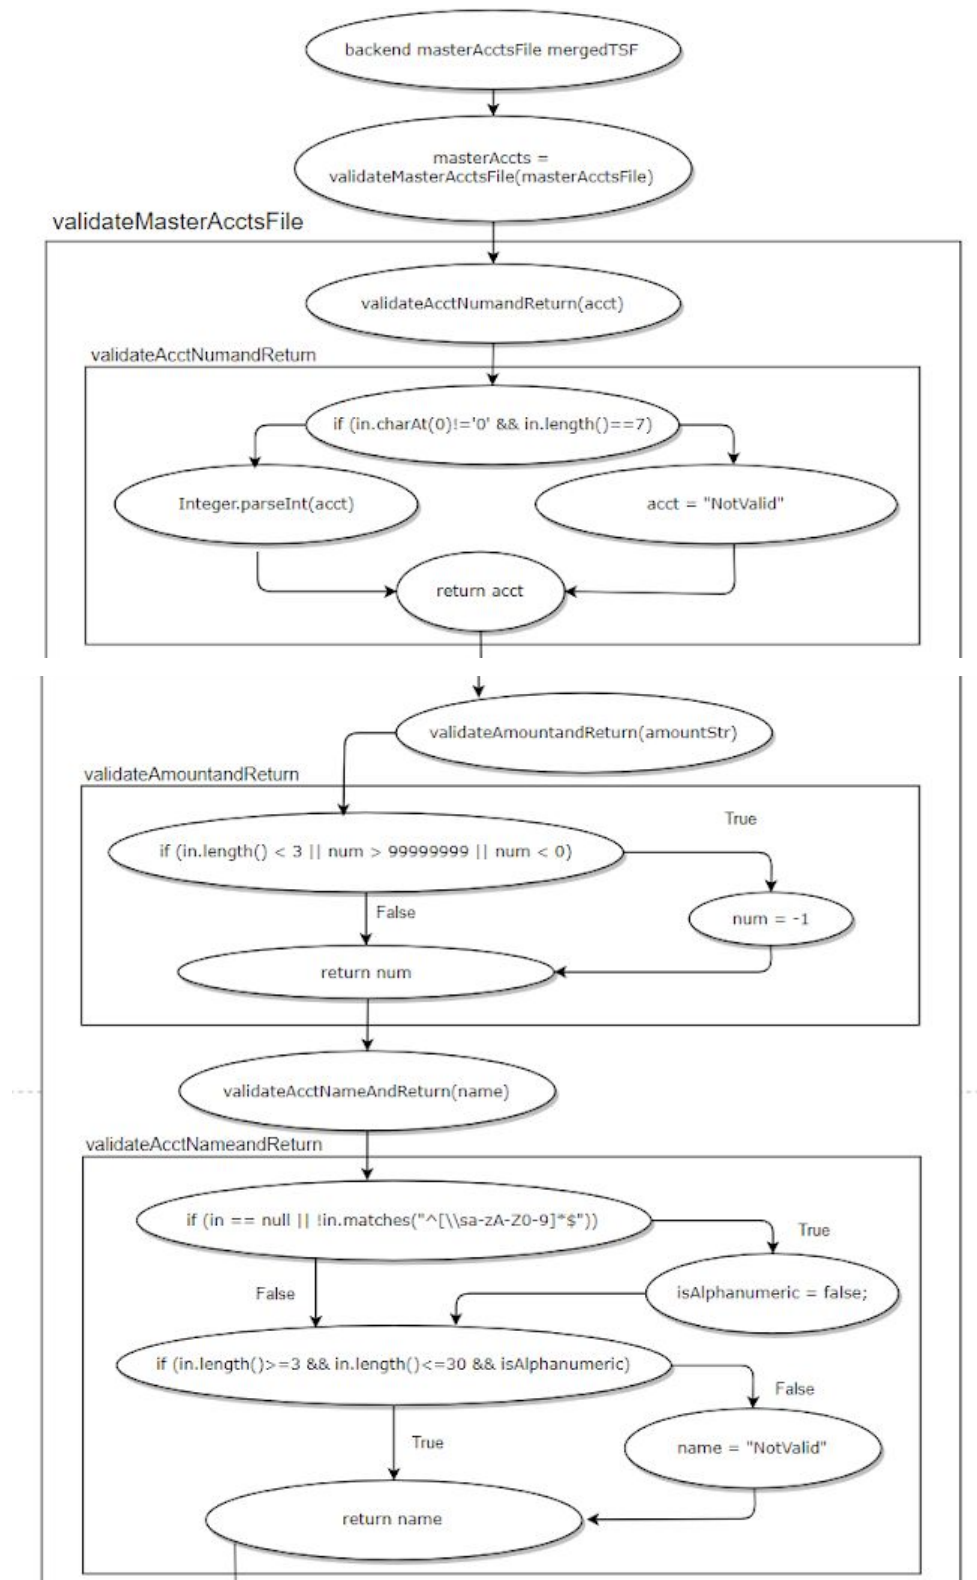 backend masterAcctsFile mergedTSF
masterAccts =
validateMasterAcctsFile(masterAcctsFile)
validateMasterAcctsFile
validateAcctNumandReturn(acct)
validateAcctNumandReturn
if (in.charAt(0)!='0' && in.length()==7)
Integer.parseInt(acct)
acct = "NotValid"
return acct
validateAmountandReturn(amountStr)
validateAmountandReturn
True
if (in.length() < 3 || num > 99999999 || num < 0)
False
num = -1
return num
validateAcctNameAndReturn(name)
validateAcctNameandReturn
if (in == null || !in.matches("^[\\sa-zA-Z0-9]*$"))
True
False
isAlphanumeric = false;
if (in.length()>=3 && in.length()<=30 && isAlphanumeric)
False
True
name = "NotValid"
return name